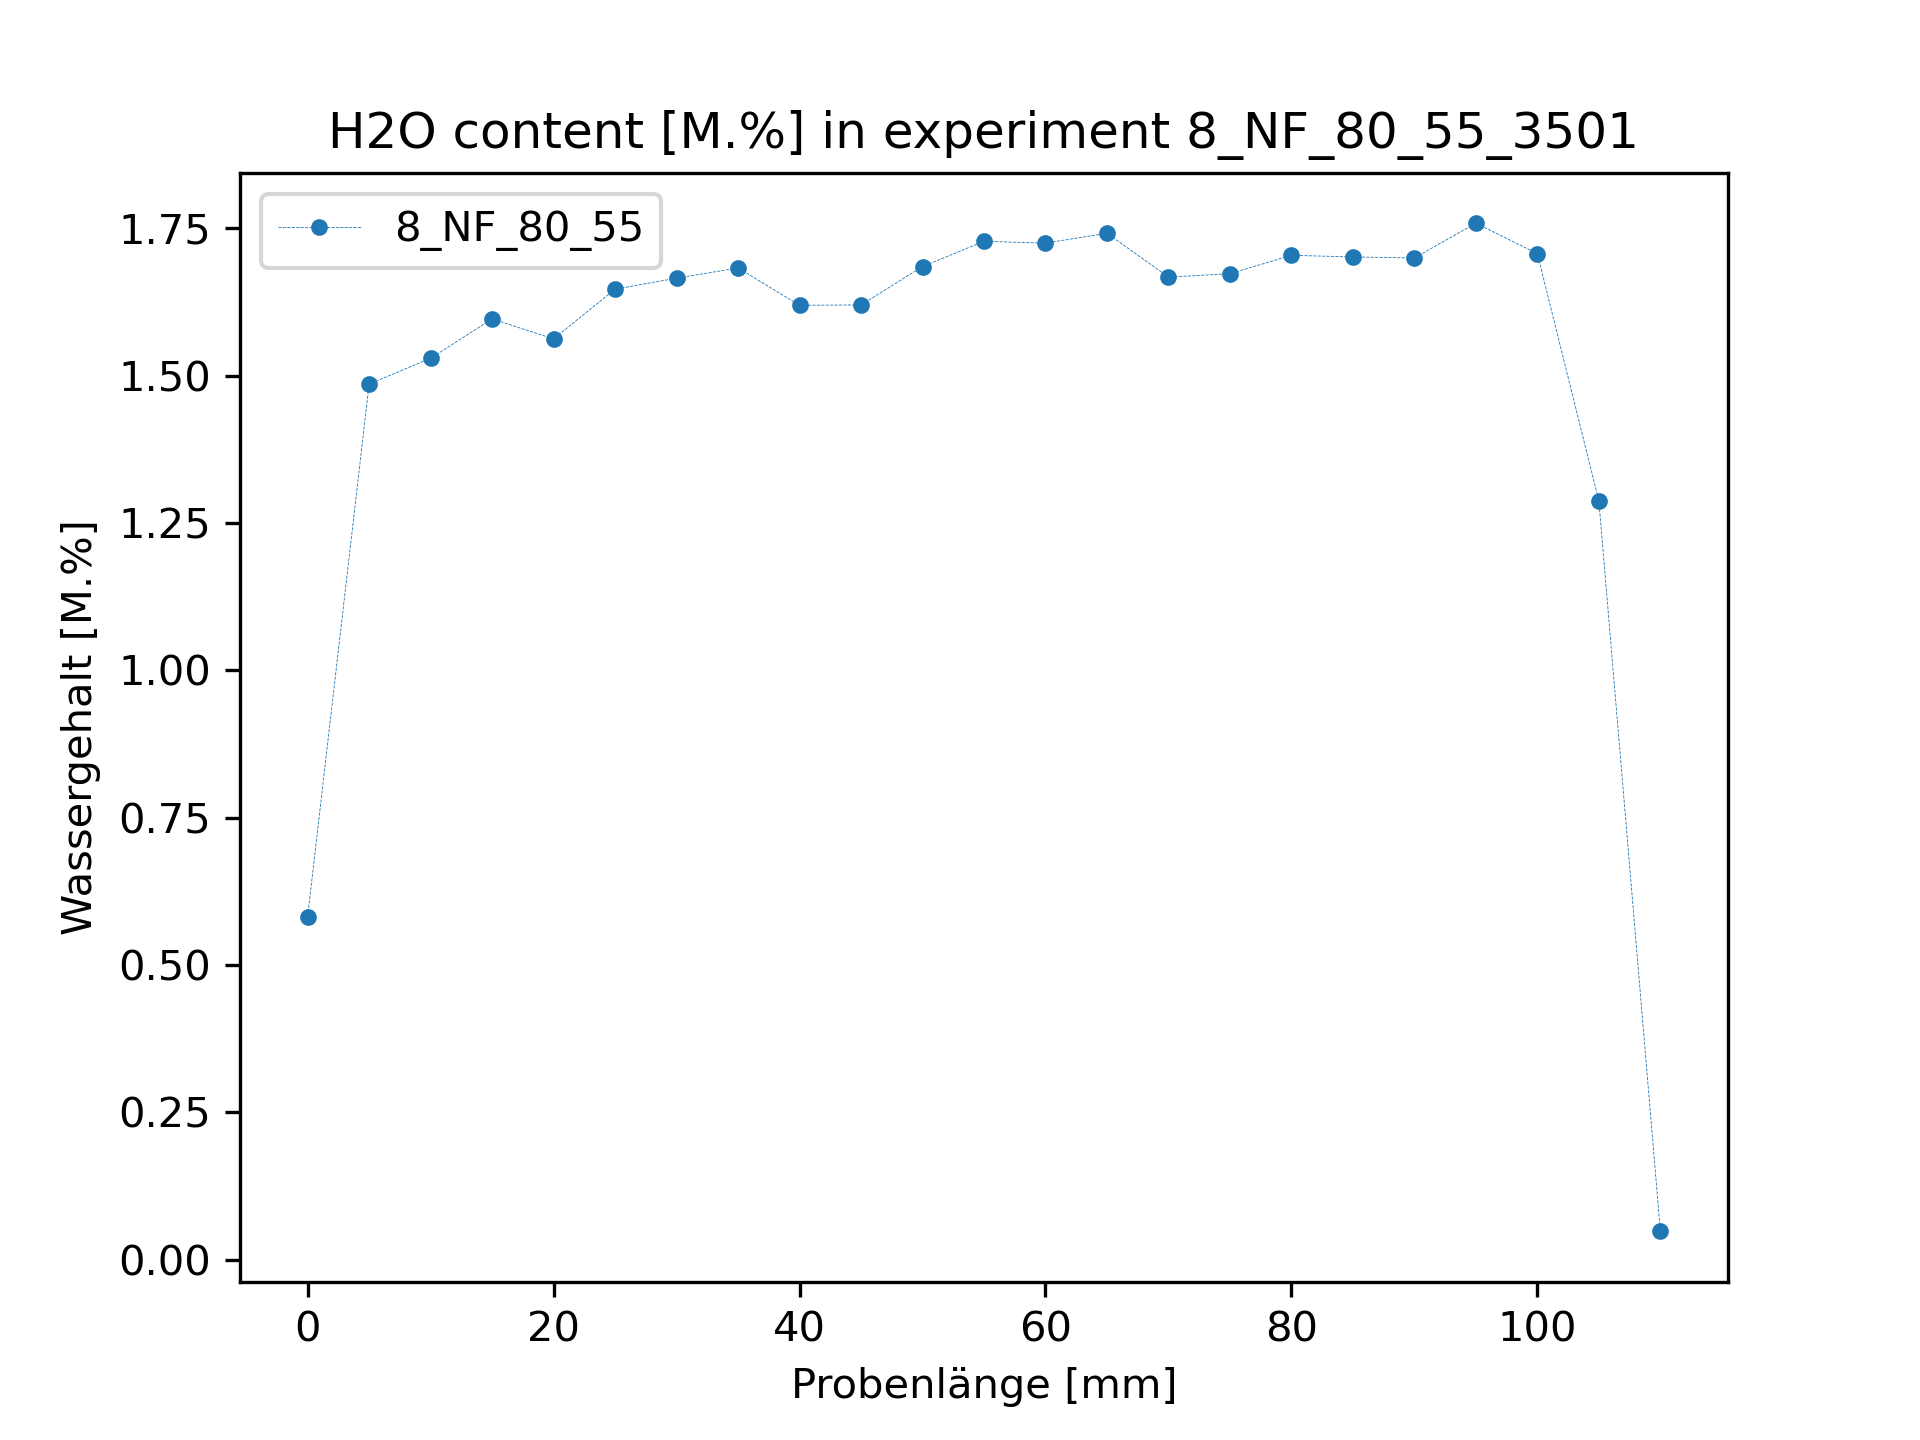 H2O content [M.%] in experiment 8_NF_80_55_3501
8_NF_80_55
1.75
1.50
1.25
1.00
0.75
0.50
0.25
0.00
Wassergehalt [M.%]
0 20 40 60 80 100
Probenlänge [mm]